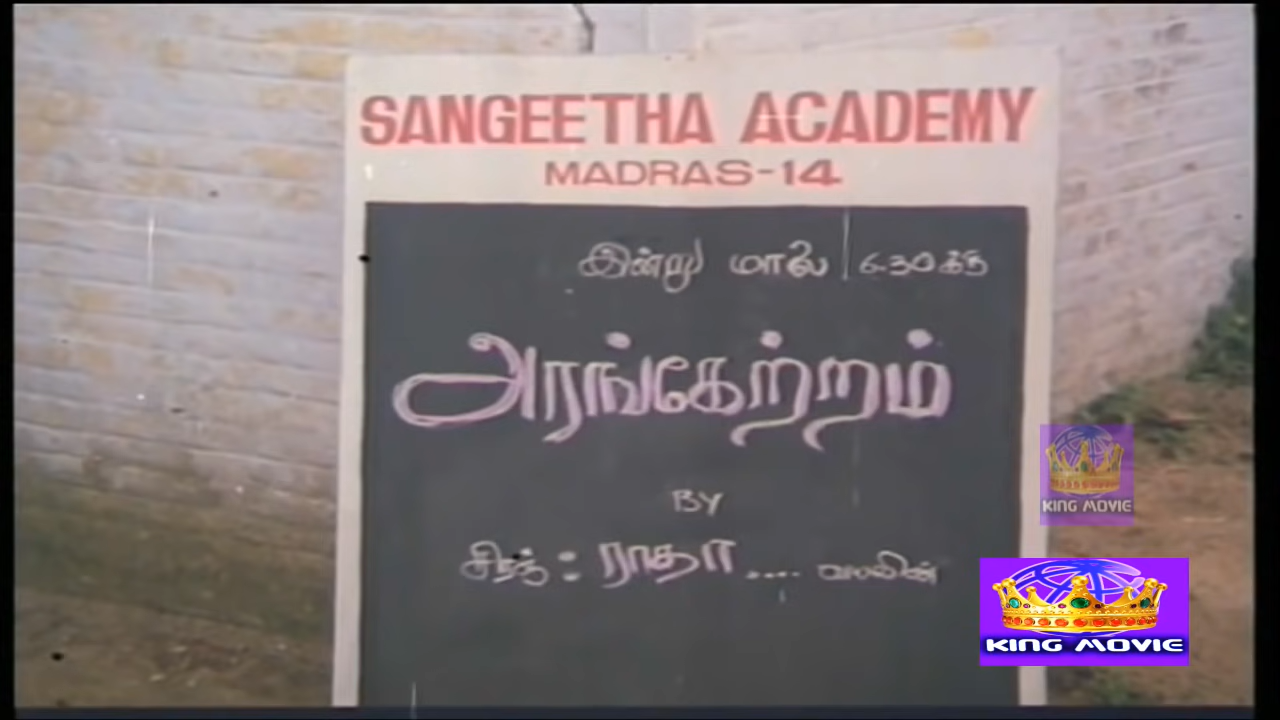 SANGEETHA ACADEMY
MADRAS-14
இன்று மாலை 6-30க்கு
அரங்கேற்றம்
BY
ராதா .... வயலின்
KING MOVIE
KING MOVIE